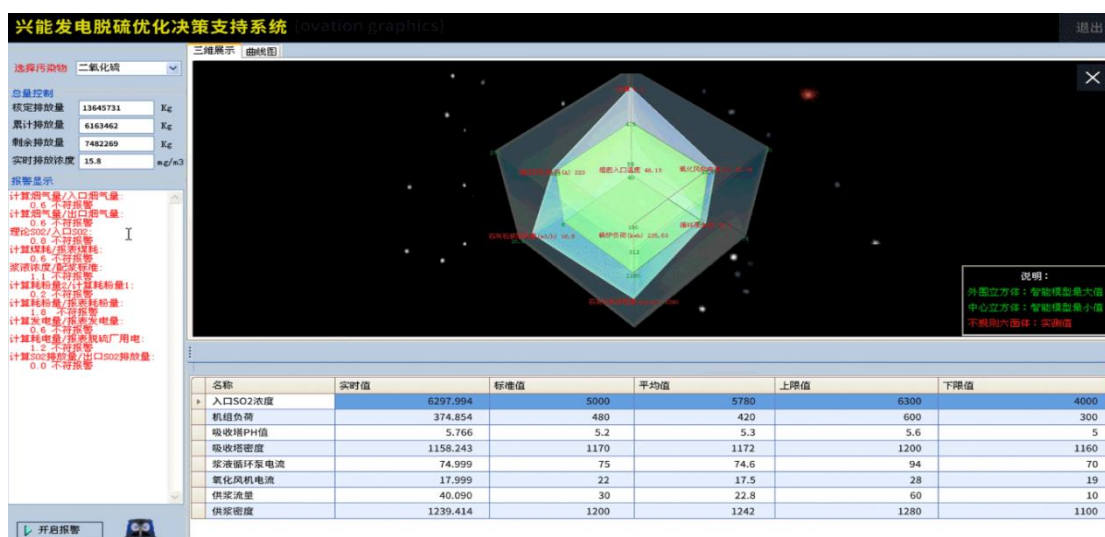 兴能发电脱硫优化决策支持系统 (ovation graphics)
退出
三维展示 曲线图
选择污染物 二氧化硫
总量控制
核定排放量 13645731 Kg
累计排放量 6163462 Kg
剩余排放量 7482269 Kg
实时排放浓度 15.8 mg/m3
报警显示
计算烟气量/入口烟气量:
0.6 不符报警
计算烟气量/出口烟气量:
0.6 不符报警
理论SO2/入口SO2:
0.8 不符报警
计算煤耗/报表煤耗:
0.6 不符报警
浆液浓度/配浆标准:
1.1 不符报警
计算耗粉量2/计算耗粉量1:
0.2 不符报警
计算耗粉量/报表耗粉量:
1.8 不符报警
计算发电量/报表发电量:
0.6 不符报警
计算耗电量/报表脱硫厂用电:
1.2 不符报警
计算SO2排放量/出口SO2排放量:
0.0 不符报警
开启报警
塔图入口温度 48.13
锅炉负荷(kwh) 225.63
说明：
外围立方体：智能模型最大值
中心立方体：智能模型最小值
不规则六面体：实测值
名称 实时值 标准值 平均值 上限值 下限值
入口SO2浓度 6297.994 5000 5780 6300 4000
机组负荷 374.854 480 420 600 300
吸收塔PH值 5.766 5.2 5.3 5.6 5
吸收塔密度 1158.243 1170 1172 1200 1160
浆液循环泵电流 74.999 75 74.6 94 70
氧化风机电流 17.999 22 17.5 28 19
供浆流量 40.090 30 22.8 60 10
供浆密度 1239.414 1200 1242 1280 1100